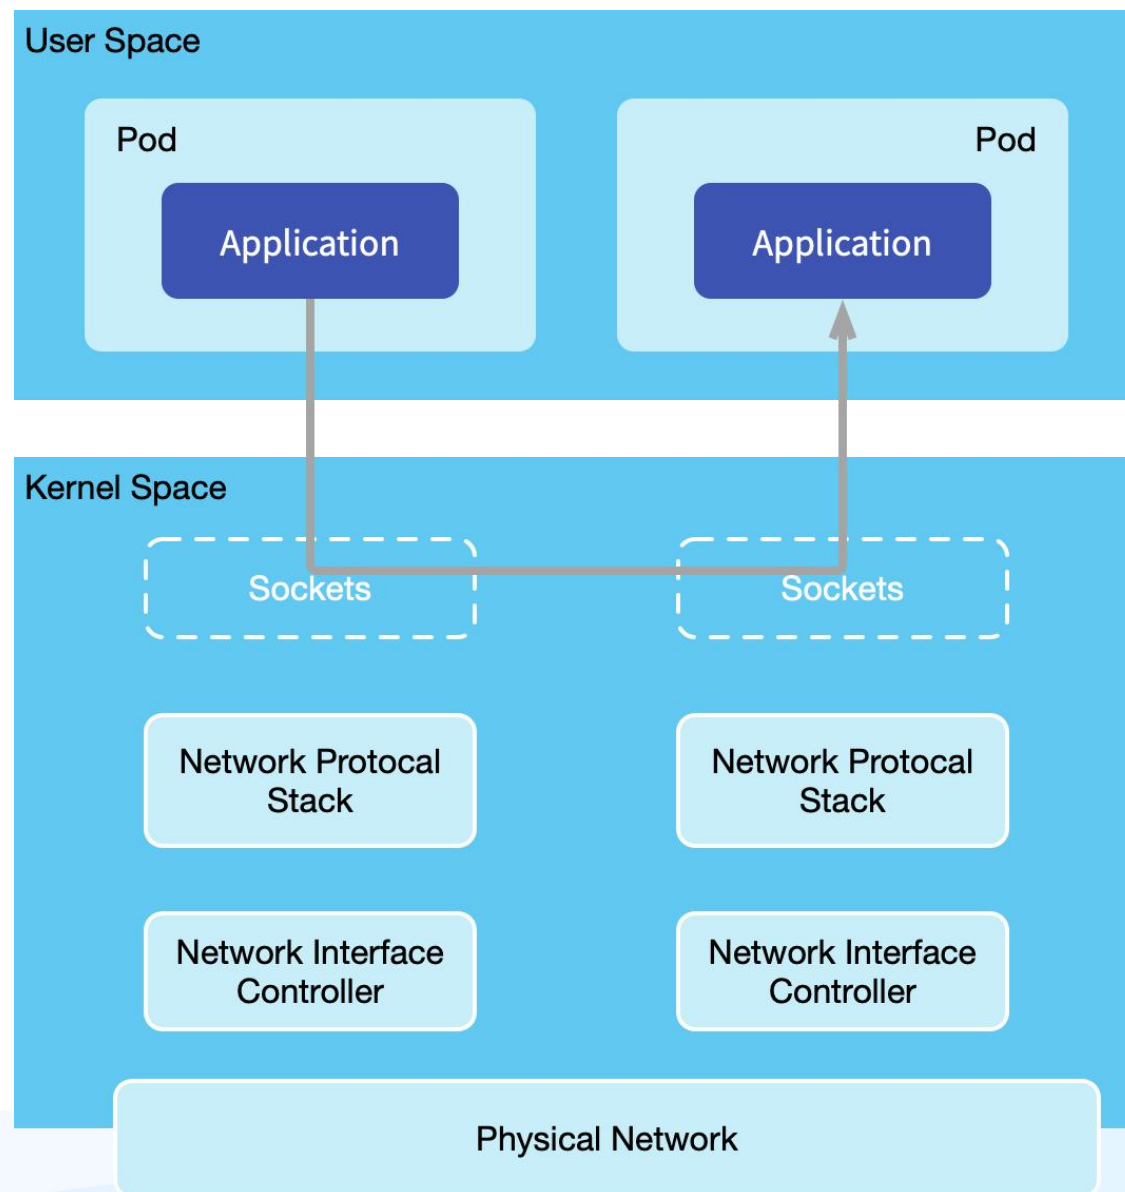 User Space
Pod
Pod
Application
Application
Kernel Space
Sockets
Sockets
Network Protocal
Stack
Network Protocal
Stack
Network Interface
Controller
Network Interface
Controller
Physical Network